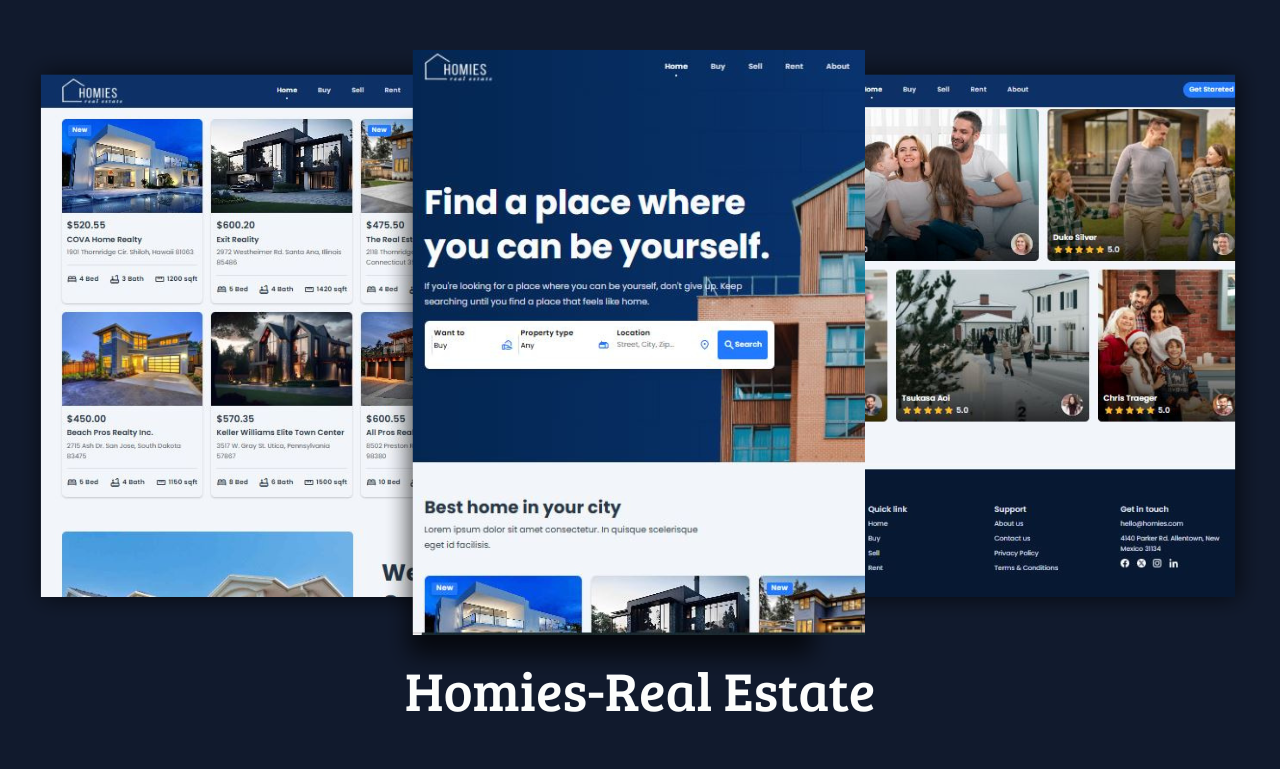 HOMIES
real estate
Home
Buy
Sell
Rent
New
New
$520.55
COVA Home Realty
1901 Thornridge Cir. Shiloh, Hawaii 81063
4 Bed
3 Bath
1200 sqft
$600.20
Exit Reality
2972 Westheimer Rd. Santa Ana, Illinois
85486
5 Bed
4 Bath
1420 sqft
$475.50
The Real Est
2118 Thornridge
Connecticut 3
4 Bed
$450.00
Beach Pros Realty Inc.
2715 Ash Dr. San Jose, South Dakota
83475
5 Bed
4 Bath
1150 sqft
$570.35
Keller Williams Elite Town Center
3517 W. Gray St. Utica, Pennsylvania
57867
8 Bed
6 Bath
1500 sqft
$600.55
All Pros Real
8502 Preston
98380
10 Bed
We
HOMIES
real estate
Home
Buy
Sell
Rent
About
Find a place where
you can be yourself.
If you're looking for a place where you can be yourself, don't give up. Keep
searching until you find a place that feels like home.
Want to
Buy
Property type
Any
Location
Street, City, Zip...
Search
Best home in your city
Lorem ipsum dolor sit amet consectetur. In quisque scelerisque
eget id facilisis.
New
New
ome
Buy
Sell
Rent
About
Get Stareted
0
Duke Silver
5.0
Tsukasa Aoi
5.0
2
Chris Traeger
5.0
Quick link
Home
Buy
Sell
Rent
Support
About us
Contact us
Privacy Policy
Terms & Conditions
Get in touch
hello@homies.com
4140 Parker Rd. Allentown, New
Mexico 31134
Homies-Real Estate